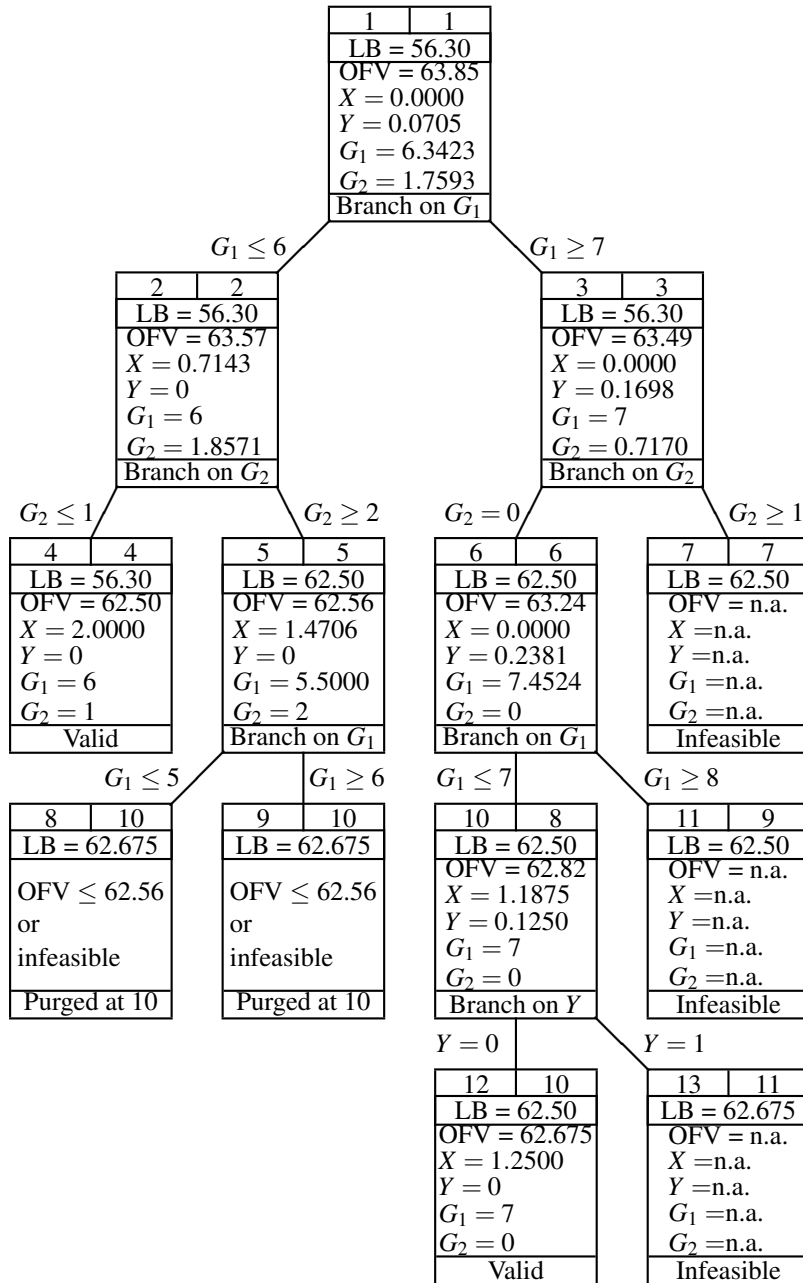 1 1
LB = 56.30
OFV = 63.85
X = 0.0000
Y = 0.0705
G₁ = 6.3423
G₂ = 1.7593
Branch on G₁
G₁ ≤ 6
G₁ ≥ 7
2 2
LB = 56.30
OFV = 63.57
X = 0.7143
Y = 0
G₁ = 6
G₂ = 1.8571
Branch on G₂
3 3
LB = 56.30
OFV = 63.49
X = 0.0000
Y = 0.1698
G₁ = 7
G₂ = 0.7170
Branch on G₂
G₂ ≤ 1
G₂ ≥ 2
G₂ = 0
G₂ ≥ 1
4 4
LB = 56.30
OFV = 62.50
X = 2.0000
Y = 0
G₁ = 6
G₂ = 1
Valid
5 5
LB = 62.50
OFV = 62.56
X = 1.4706
Y = 0
G₁ = 5.5000
G₂ = 2
Branch on G₁
6 6
LB = 62.50
OFV = 63.24
X = 0.0000
Y = 0.2381
G₁ = 7.4524
G₂ = 0
Branch on G₁
7 7
LB = 62.50
OFV = n.a.
X =n.a.
Y =n.a.
G₁ =n.a.
G₂ =n.a.
Infeasible
G₁ ≤ 5
G₁ ≥ 6
G₁ ≤ 7
G₁ ≥ 8
8 10
LB = 62.675
OFV ≤ 62.56
or
infeasible
Purged at 10
9 10
LB = 62.675
OFV ≤ 62.56
or
infeasible
Purged at 10
10 8
LB = 62.50
OFV = 62.82
X = 1.1875
Y = 0.1250
G₁ = 7
G₂ = 0
Branch on Y
11 9
LB = 62.50
OFV = n.a.
X =n.a.
Y =n.a.
G₁ =n.a.
G₂ =n.a.
Infeasible
Y = 0
Y = 1
12 10
LB = 62.50
OFV = 62.675
X = 1.2500
Y = 0
G₁ = 7
G₂ = 0
Valid
13 11
LB = 62.675
OFV = n.a.
X =n.a.
Y =n.a.
G₁ =n.a.
G₂ =n.a.
Infeasible